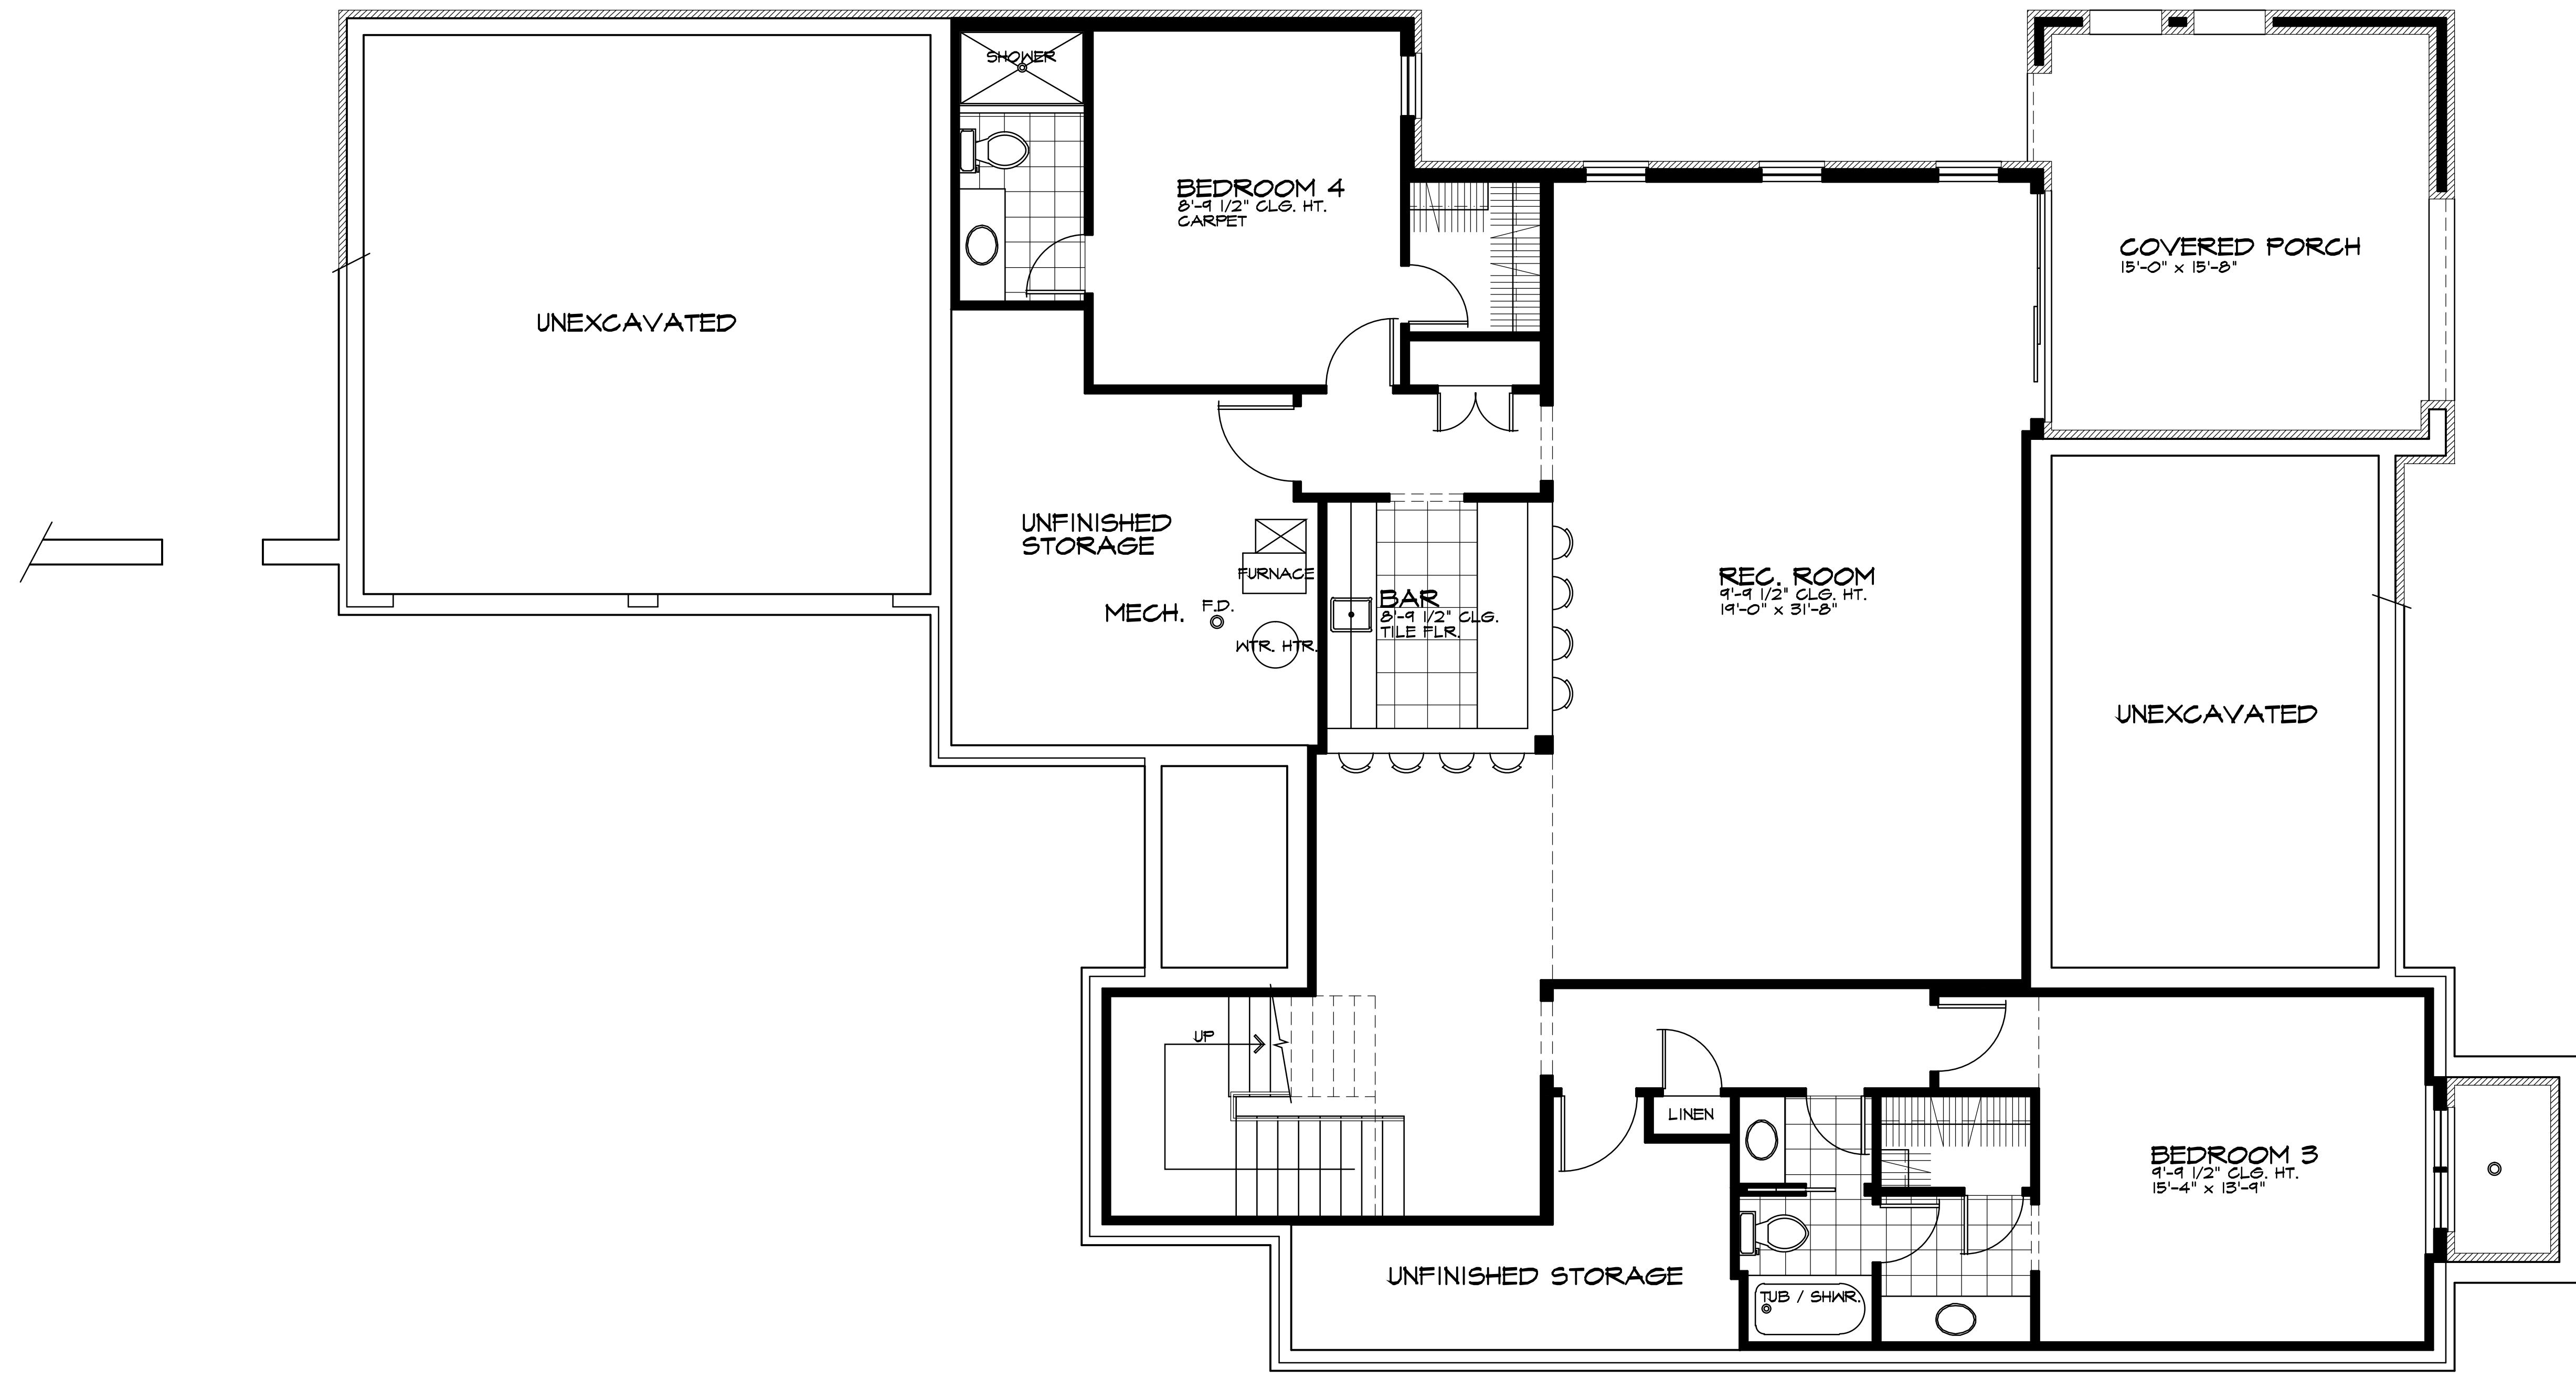 SHOWER
BEDROOM 4
8'-9 1/2" CLG. HT.
CARPET
COVERED PORCH
15'-0" x 15'-8"
UNEXCAVATED
UNFINISHED
STORAGE
FURNACE
MECH.
F.D.
WTR. HTR.
BAR
8'-9 1/2" CLG.
TILE FLR.
REC. ROOM
9'-9 1/2" CLG. HT.
19'-0" x 31'-8"
UNEXCAVATED
UP
LINEN
BEDROOM 3
9'-9 1/2" CLG. HT.
15'-4" x 13'-9"
UNFINISHED STORAGE
TUB / SHWR.